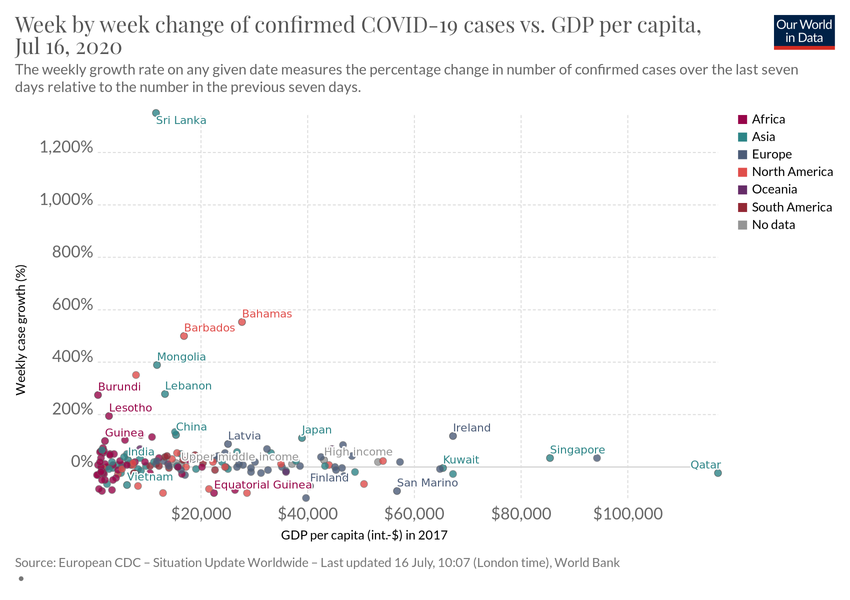 Week by week change of confirmed COVID-19 cases vs. GDP per capita,
Jul 16, 2020
Our World
in Data
The weekly growth rate on any given date measures the percentage change in number of confirmed cases over the last seven
days relative to the number in the previous seven days.
Sri Lanka
Africa
Asia
Europe
North America
Oceania
South America
No data
1,200%
1,000%
800%
600%
400%
200%
0%
Weekly case growth (%)
Bahamas
Barbados
Mongolia
Lebanon
Burundi
Lesotho
Guinea
China
Latvia
Japan
Ireland
India
Upper middle income
High income
Kuwait
Singapore
Qatar
Vietnam
Equatorial Guinea
Finland
San Marino
$20,000
$40,000
$60,000
$80,000
$100,000
GDP per capita (int.-$) in 2017
Source: European CDC – Situation Update Worldwide – Last updated 16 July, 10:07 (London time), World Bank